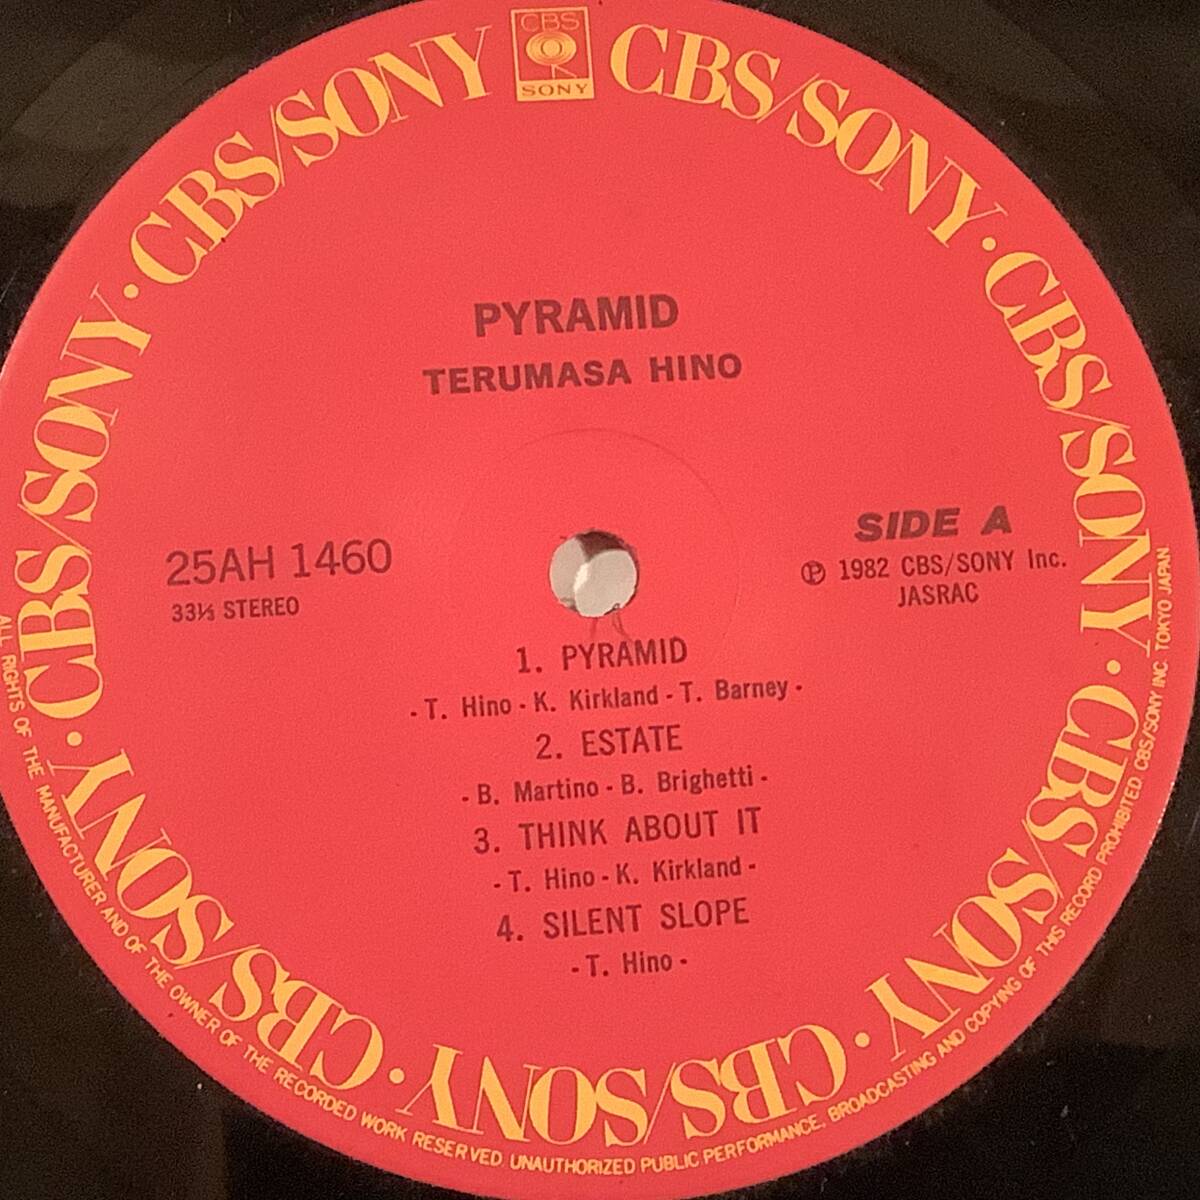 CBS
SONY
CBS/SONY · CBS/SONY · CBS/SONY · CBS/SONY · CBS/SONY · CBS/SONY · CBS/SONY · CBS/SONY
PYRAMID
TERUMASA HINO
25AH 1460
33⅓ STEREO
SIDE A
Ⓟ 1982 CBS/SONY Inc.
JASRAC
1. PYRAMID
- T. Hino - K. Kirkland - T. Barney -
2. ESTATE
- B. Martino - B. Brighetti -
3. THINK ABOUT IT
- T. Hino - K. Kirkland -
4. SILENT SLOPE
- T. Hino -
ALL RIGHTS OF THE MANUFACTURER AND OF THE OWNER OF THE RECORDED WORK RESERVED. UNAUTHORIZED PUBLIC PERFORMANCE, BROADCASTING AND COPYING OF THIS RECORD PROHIBITED. CBS/SONY INC. TOKYO JAPAN